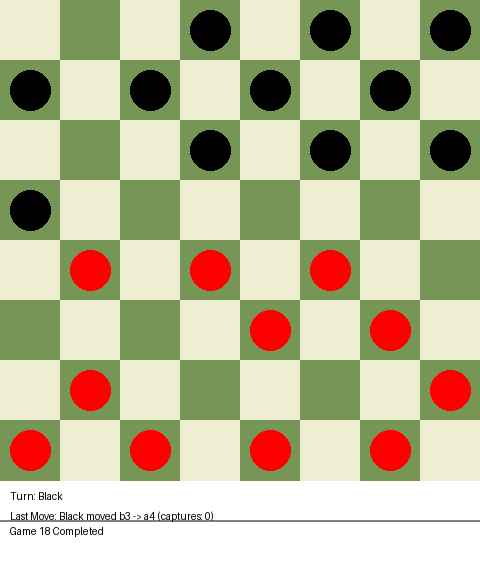 Turn: Black
Last Move: Black moved b3 -> a4 (captures: 0)
Game 18 Completed